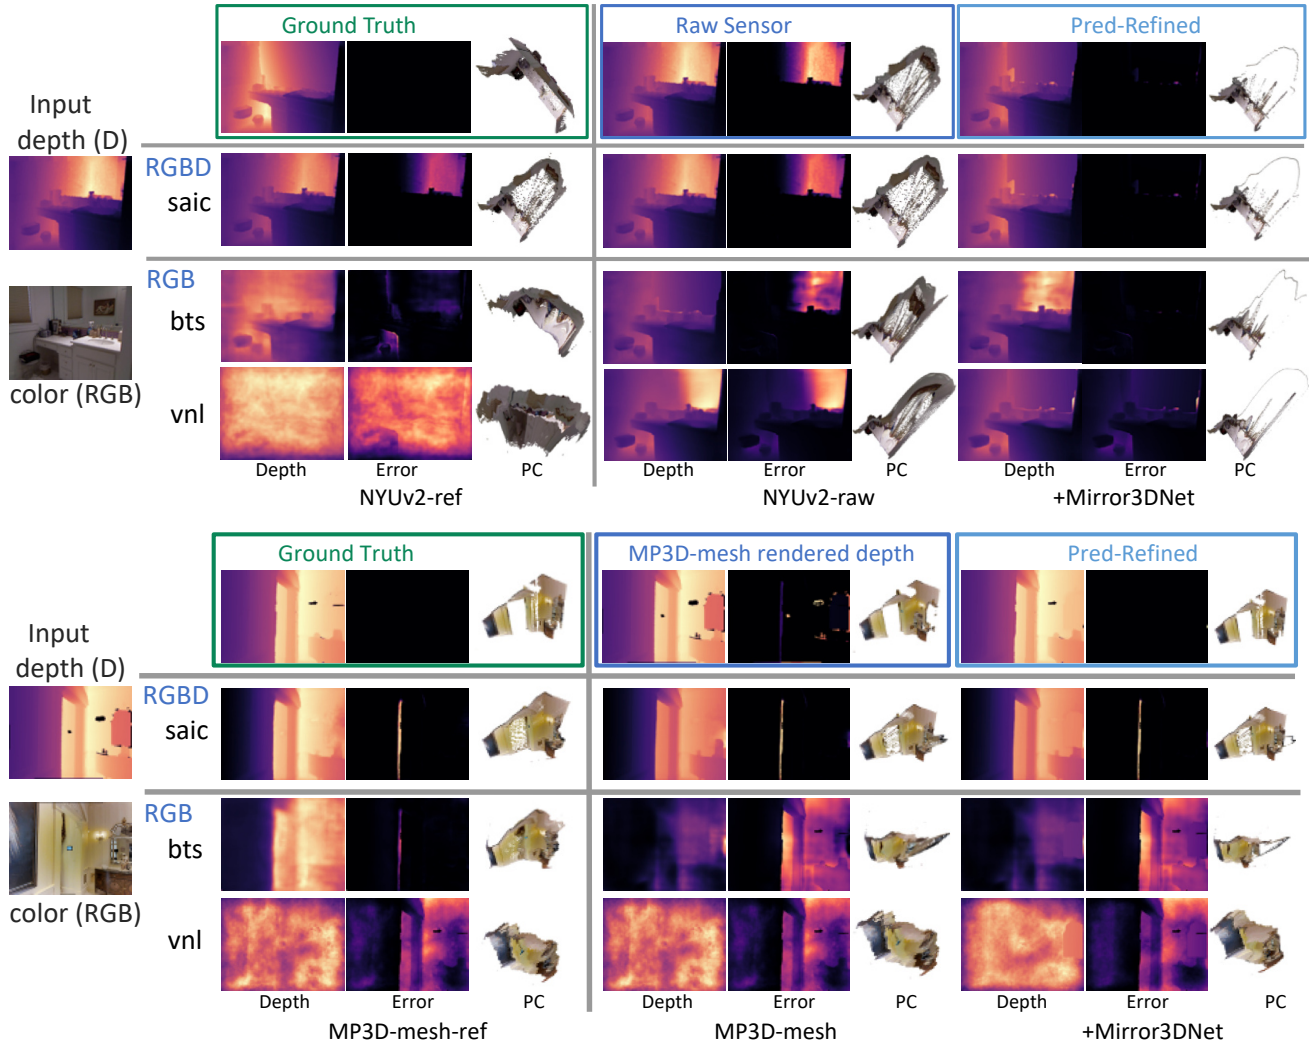 Ground Truth
Raw Sensor
Pred-Refined
Input
depth (D)
RGBD
saic
RGB
bts
color (RGB)
vnl
Depth Error PC Depth Error PC Depth Error PC
NYUv2-ref NYUv2-raw +Mirror3DNet
Ground Truth
MP3D-mesh rendered depth
Pred-Refined
Input
depth (D)
RGBD
saic
RGB
bts
color (RGB)
vnl
Depth Error PC Depth Error PC Depth Error PC
MP3D-mesh-ref MP3D-mesh +Mirror3DNet